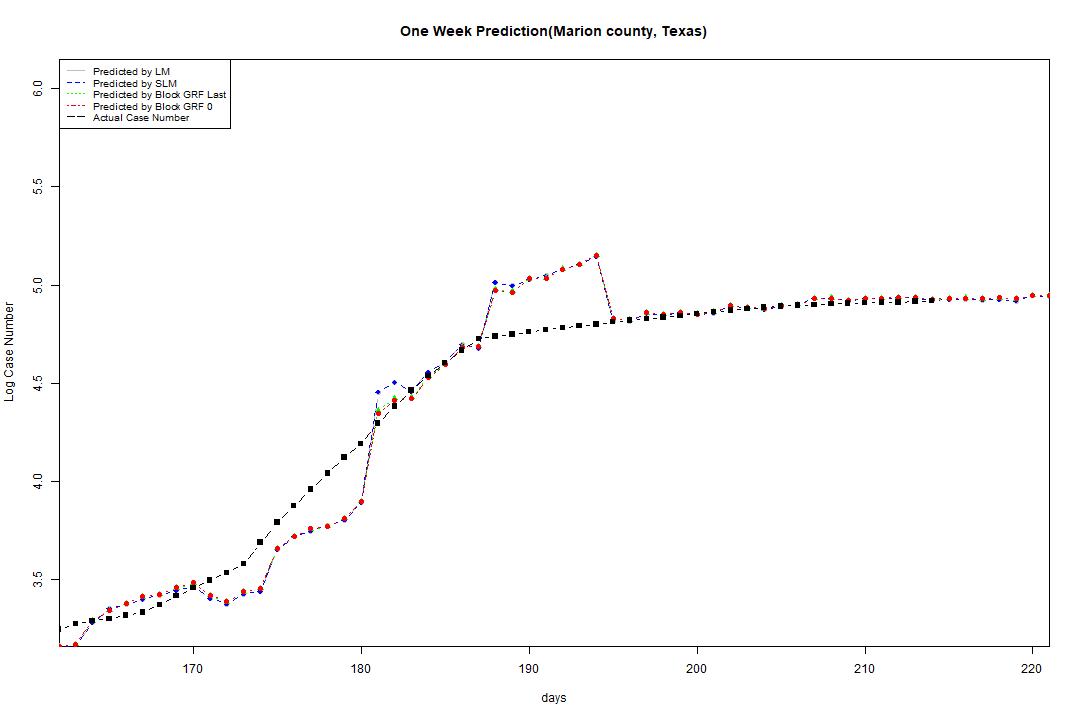 One Week Prediction(Marion county, Texas)
Predicted by LM
Predicted by SLM
Predicted by Block GRF Last
Predicted by Block GRF 0
Actual Case Number
6.0
5.5
5.0
4.5
4.0
3.5
Log Case Number
170 180 190 200 210 220
days